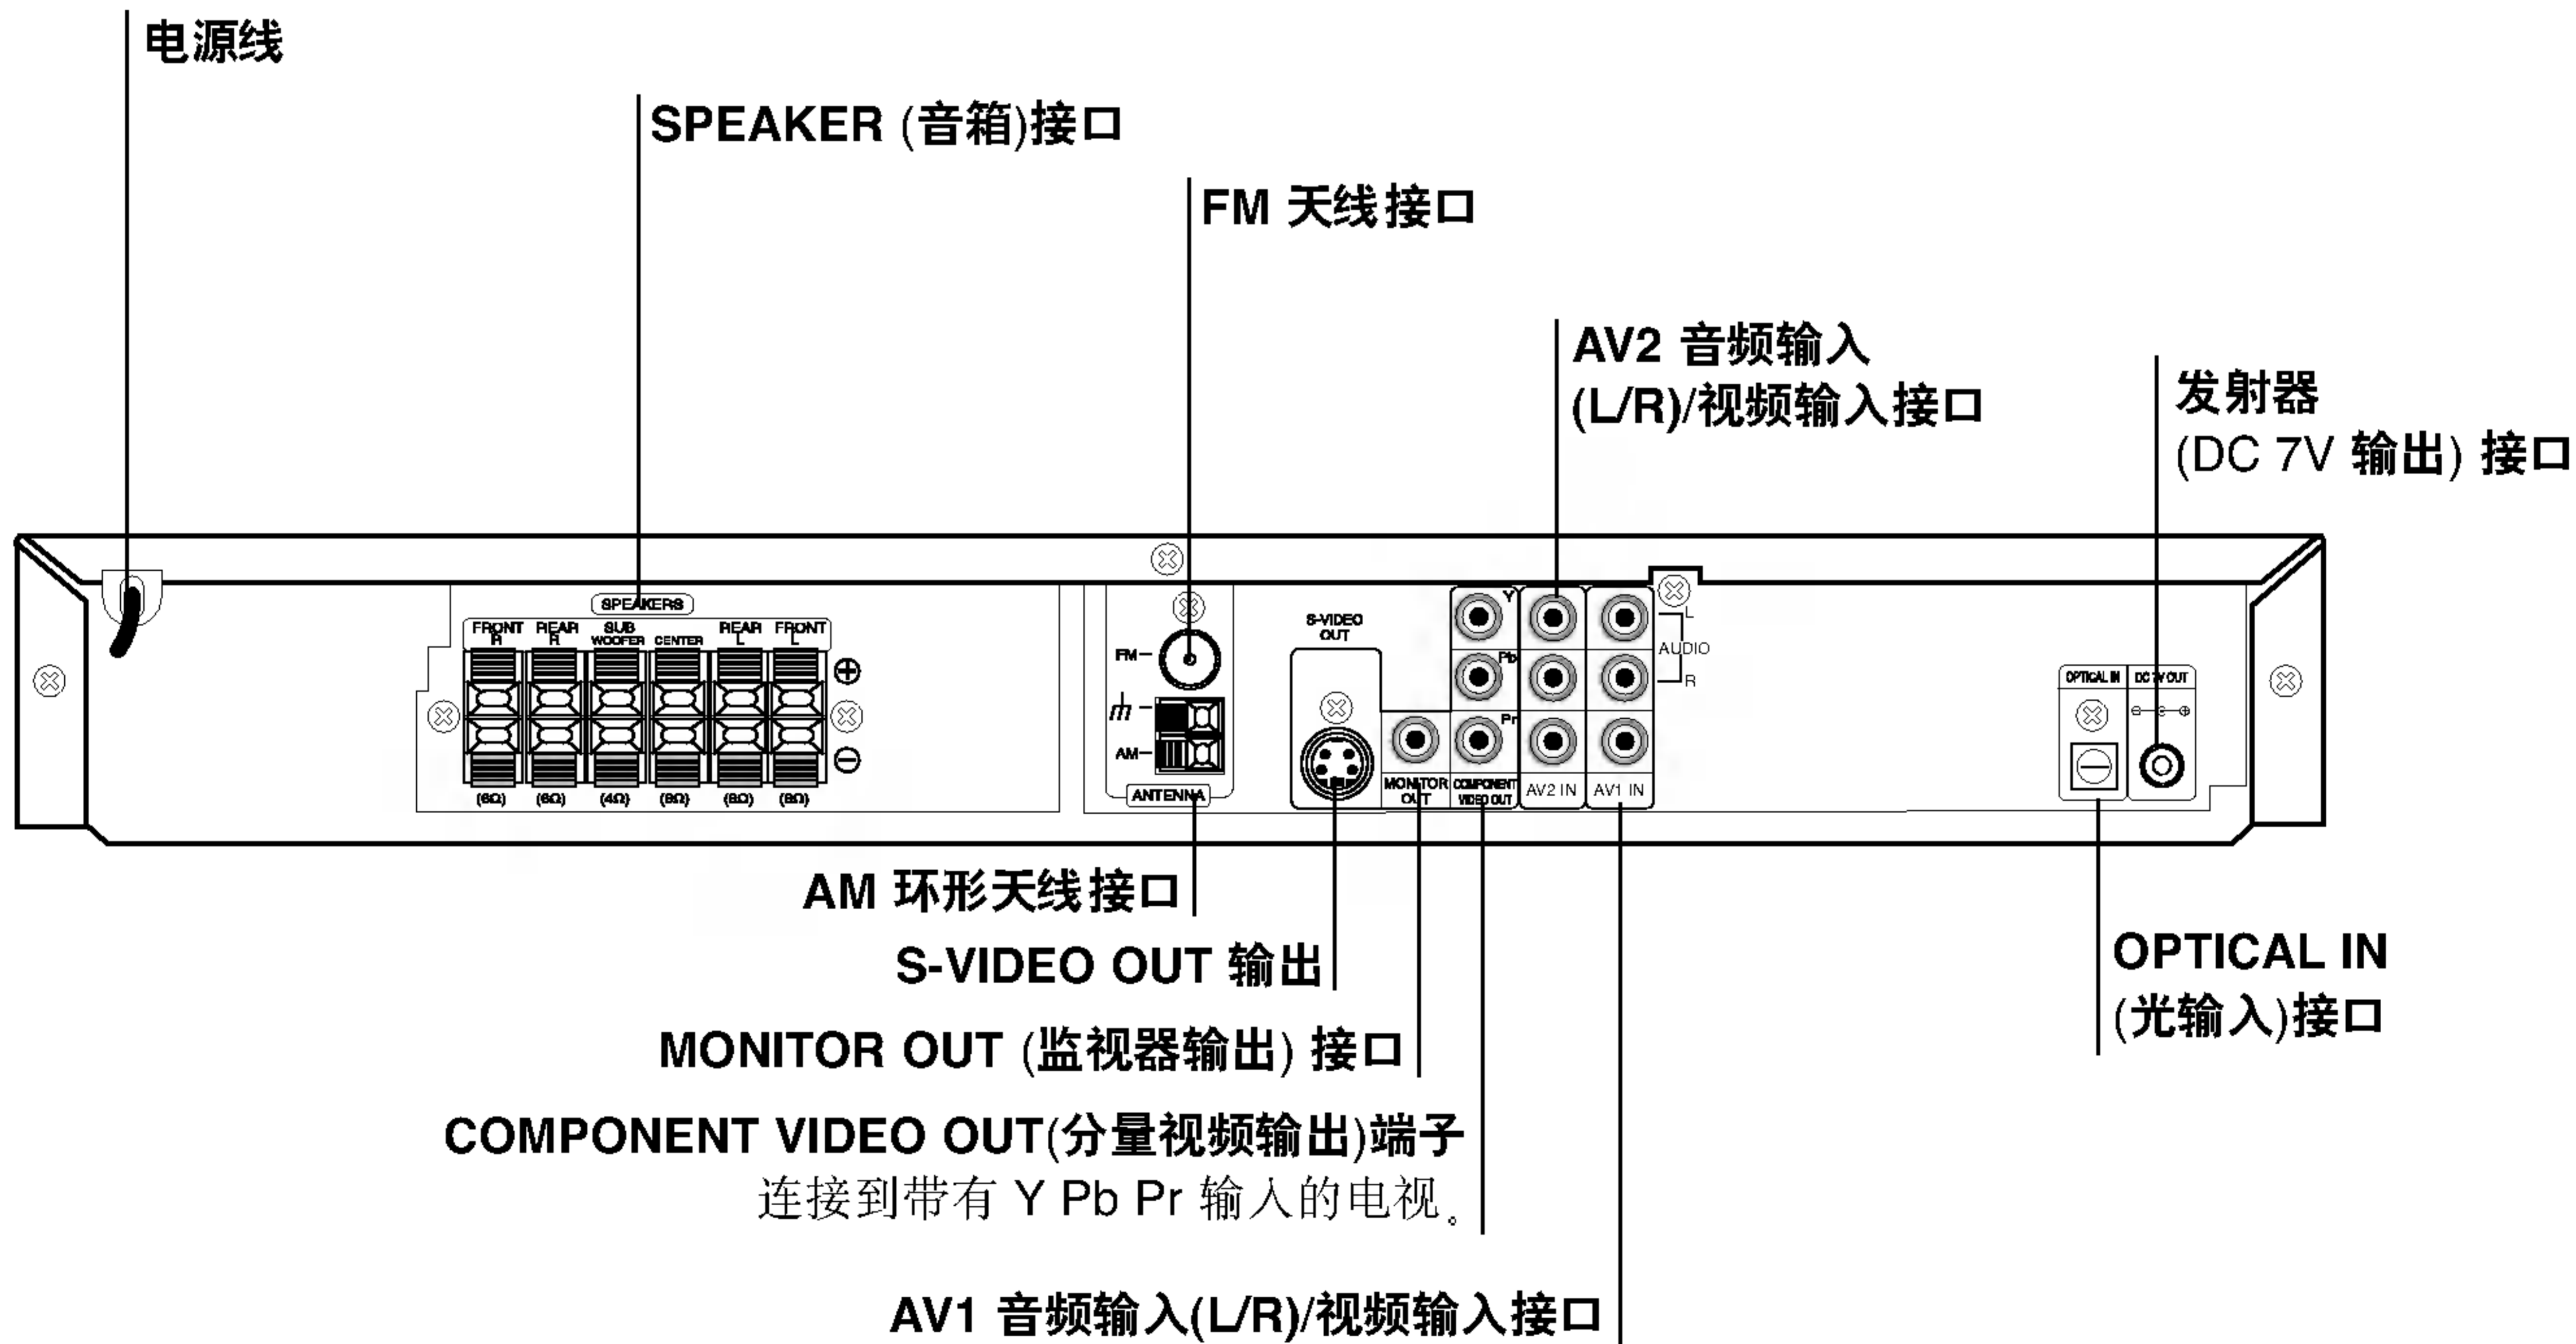 电源线
SPEAKER (音箱)接口
FM 天线接口
AV2 音频输入
(L/R)/视频输入接口
发射器
(DC 7V 输出) 接口
SPEAKERS
FRONT R
REAR R
SUB WOOFER
CENTER
REAR L
FRONT L
(6Ω)
(6Ω)
(4Ω)
(8Ω)
(8Ω)
(8Ω)
FM
AM
ANTENNA
S-VIDEO
OUT
MONITOR
OUT
Y
Pb
Pr
COMPONENT
VIDEO OUT
AV2 IN
AV1 IN
L
AUDIO
R
OPTICAL IN
DC 7V OUT
AM 环形天线接口
S-VIDEO OUT 输出
MONITOR OUT (监视器输出) 接口
COMPONENT VIDEO OUT(分量视频输出)端子
连接到带有 Y Pb Pr 输入的电视。
AV1 音频输入(L/R)/视频输入接口
OPTICAL IN
(光输入)接口